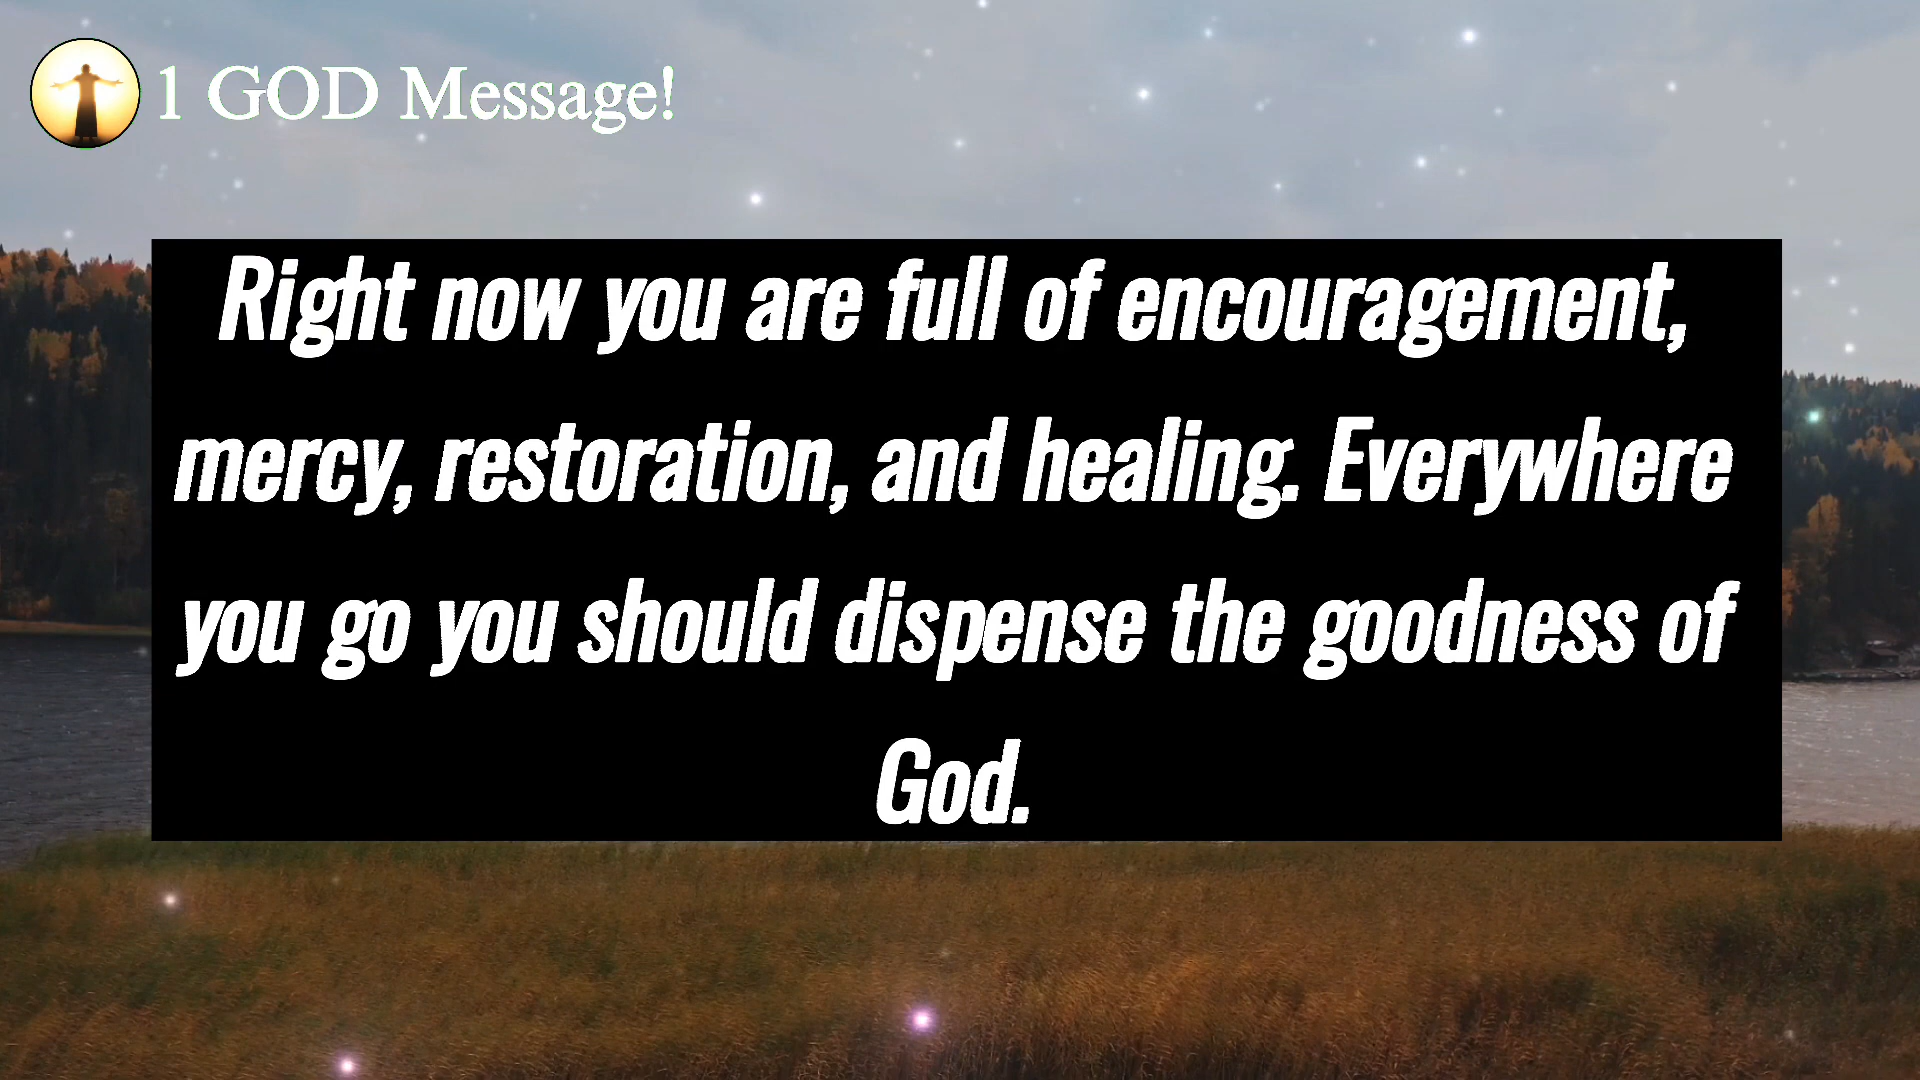 1 GOD Message!
Right now you are full of encouragement,
mercy, restoration, and healing. Everywhere
you go you should dispense the goodness of
God.